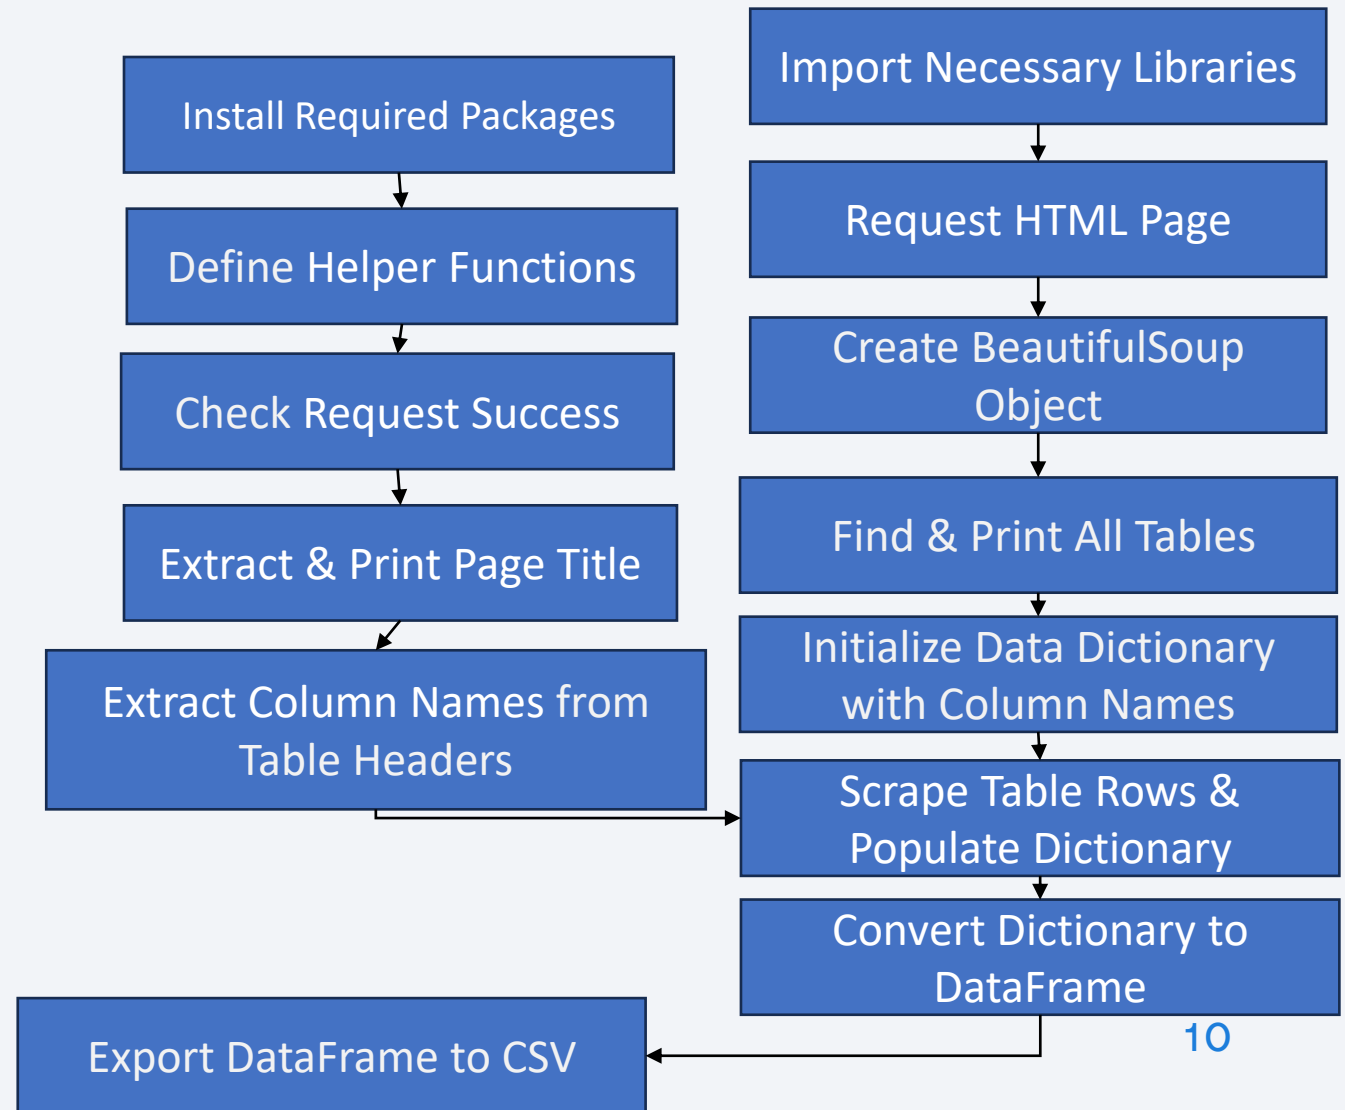 Install Required Packages
Define Helper Functions
Check Request Success
Extract & Print Page Title
Extract Column Names from
Table Headers
Import Necessary Libraries
Request HTML Page
Create BeautifulSoup
Object
Find & Print All Tables
Initialize Data Dictionary
with Column Names
Scrape Table Rows &
Populate Dictionary
Convert Dictionary to
DataFrame
Export DataFrame to CSV
10